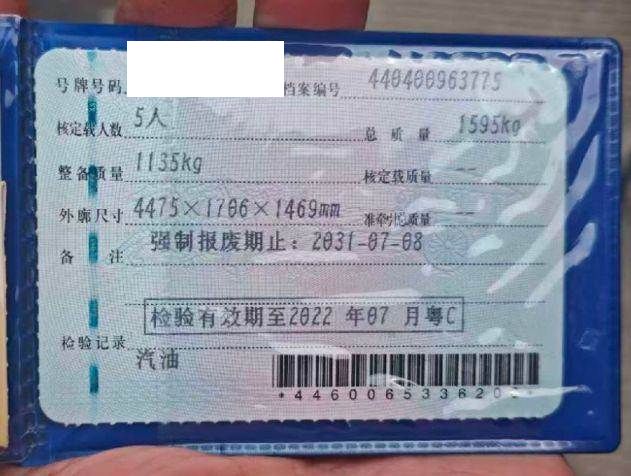 号牌号码 档案编号 440400963775
核定载人数 5人 总质量 1595kg
整备质量 1135kg 核定载质量 --
外廓尺寸 4475×1706×1469mm 准牵引总质量 --
备注 强制报废期止：2031-07-08
检验有效期至2022 年07 月粤C
检验记录 汽油